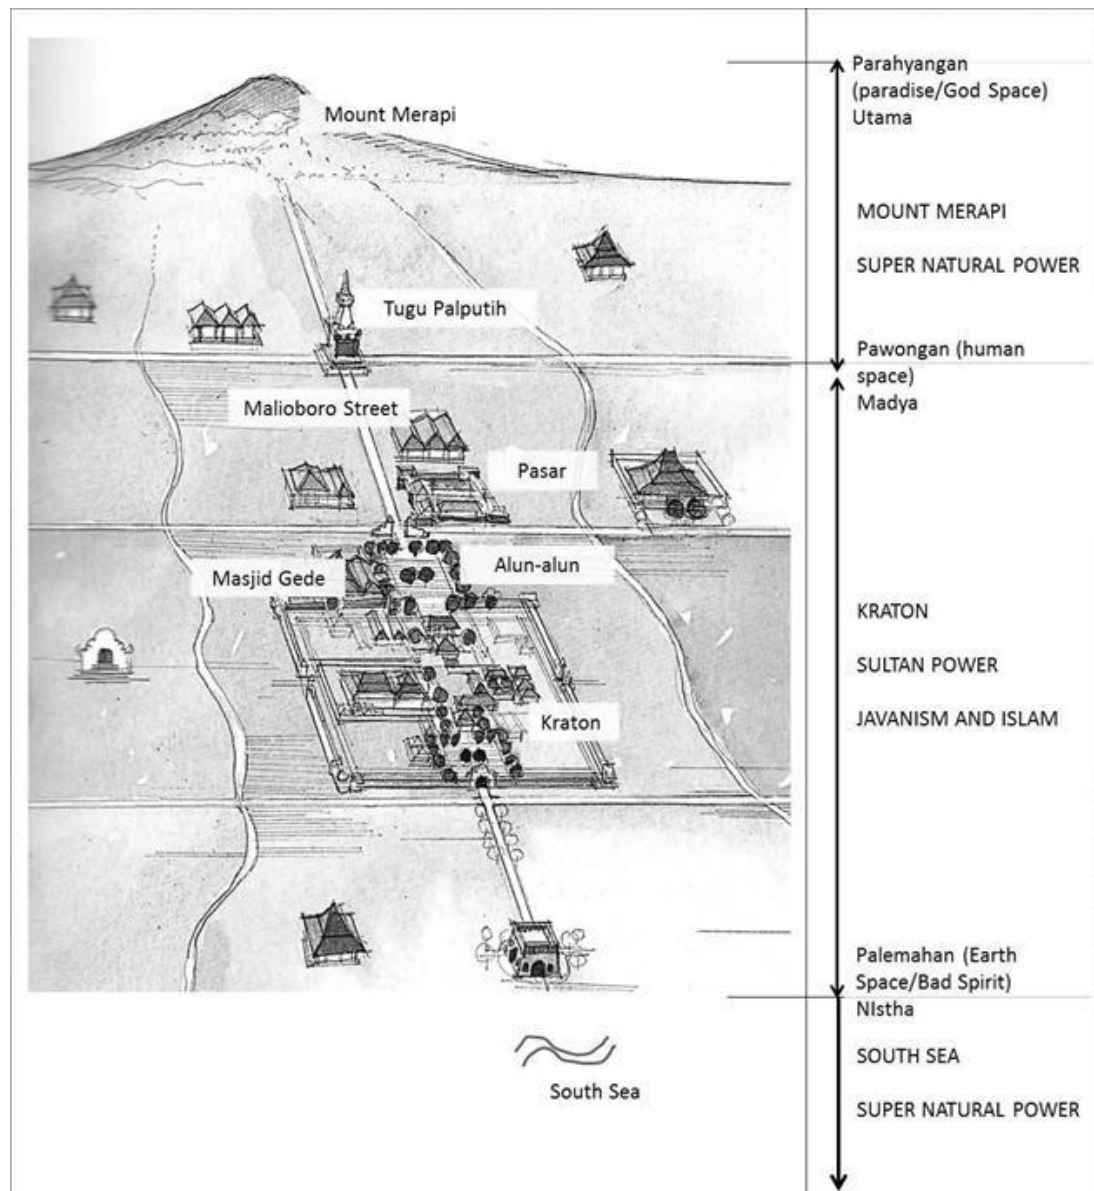 Mount Merapi
Tugu Palputih
Malioboro Street
Pasar
Masjid Gede
Alun-alun
Kraton
South Sea
Parahyangan
(paradise/God Space)
Utama
MOUNT MERAPI
SUPER NATURAL POWER
Pawongan (human
space)
Madya
KRATON
SULTAN POWER
JAVANISM AND ISLAM
Palemahan (Earth
Space/Bad Spirit)
NIstha
SOUTH SEA
SUPER NATURAL POWER